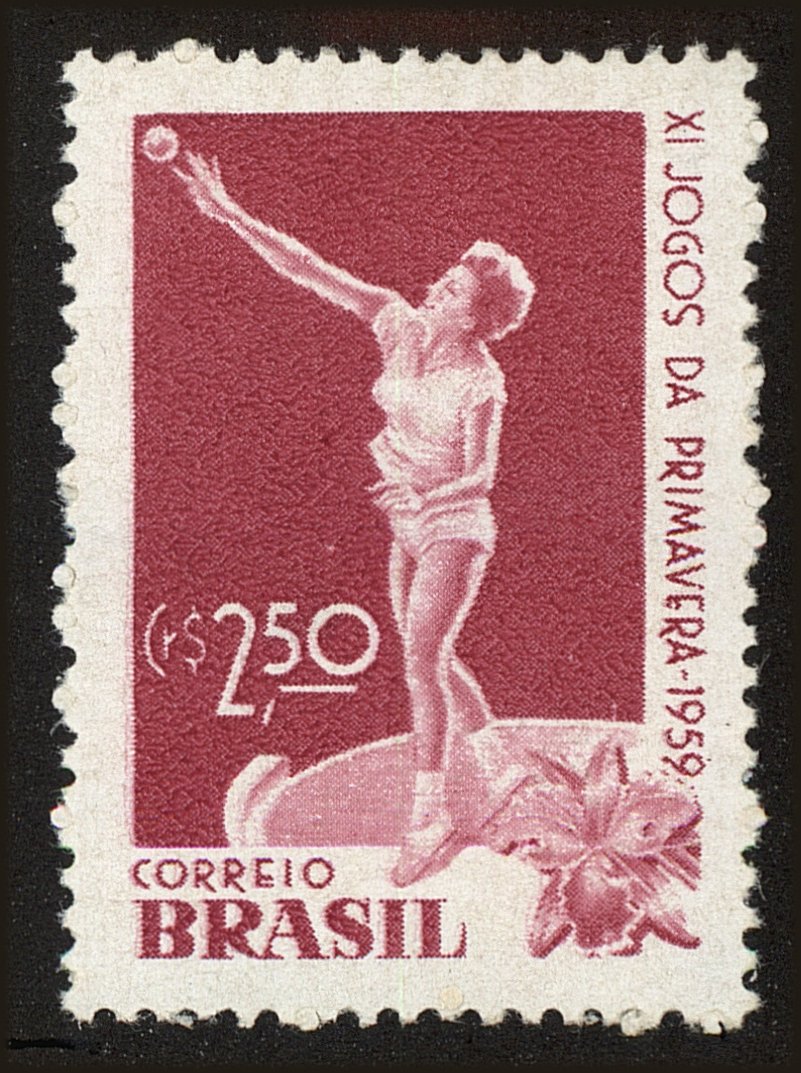 XI JOGOS DA PRIMAVERA-1959
Cr$ 2,50
CORREIO
BRASIL